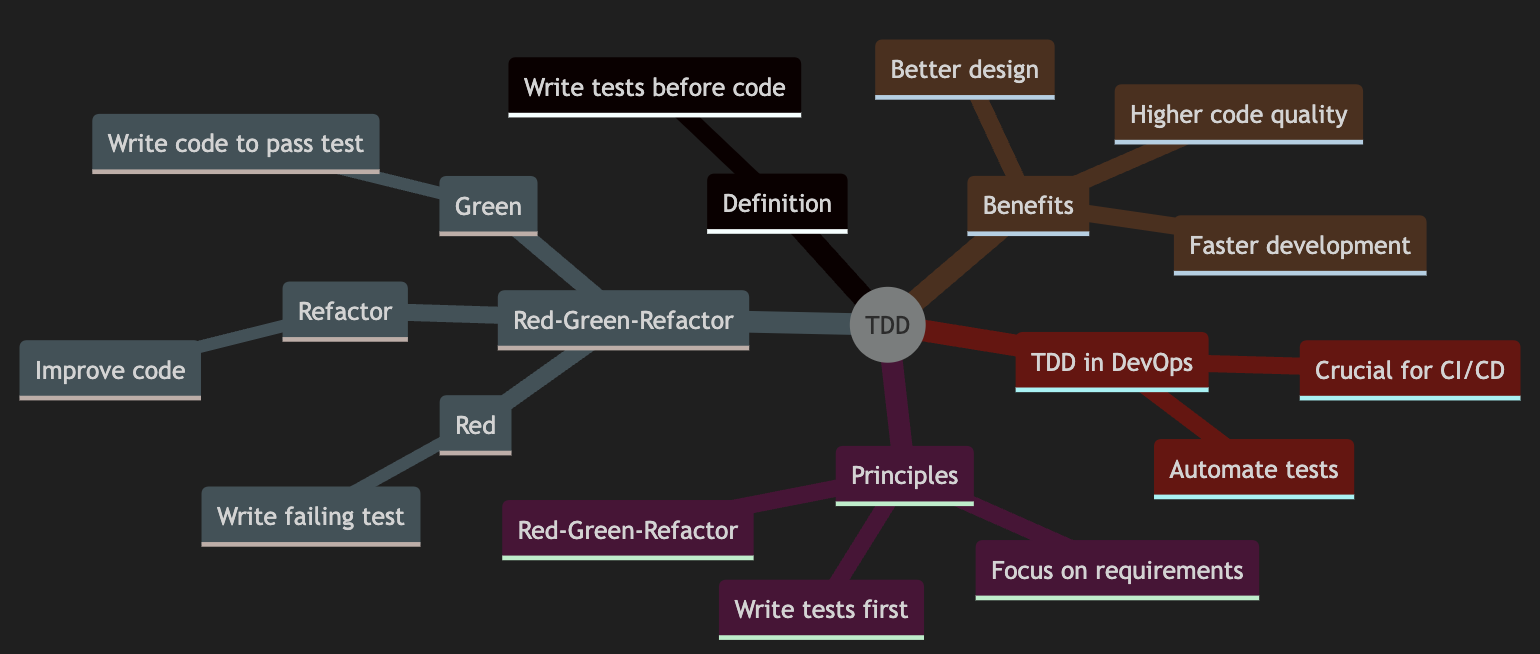 TDD
Definition
Write tests before code
Benefits
Better design
Higher code quality
Faster development
TDD in DevOps
Crucial for CI/CD
Automate tests
Principles
Red-Green-Refactor
Write tests first
Focus on requirements
Red-Green-Refactor
Green
Write code to pass test
Refactor
Improve code
Red
Write failing test